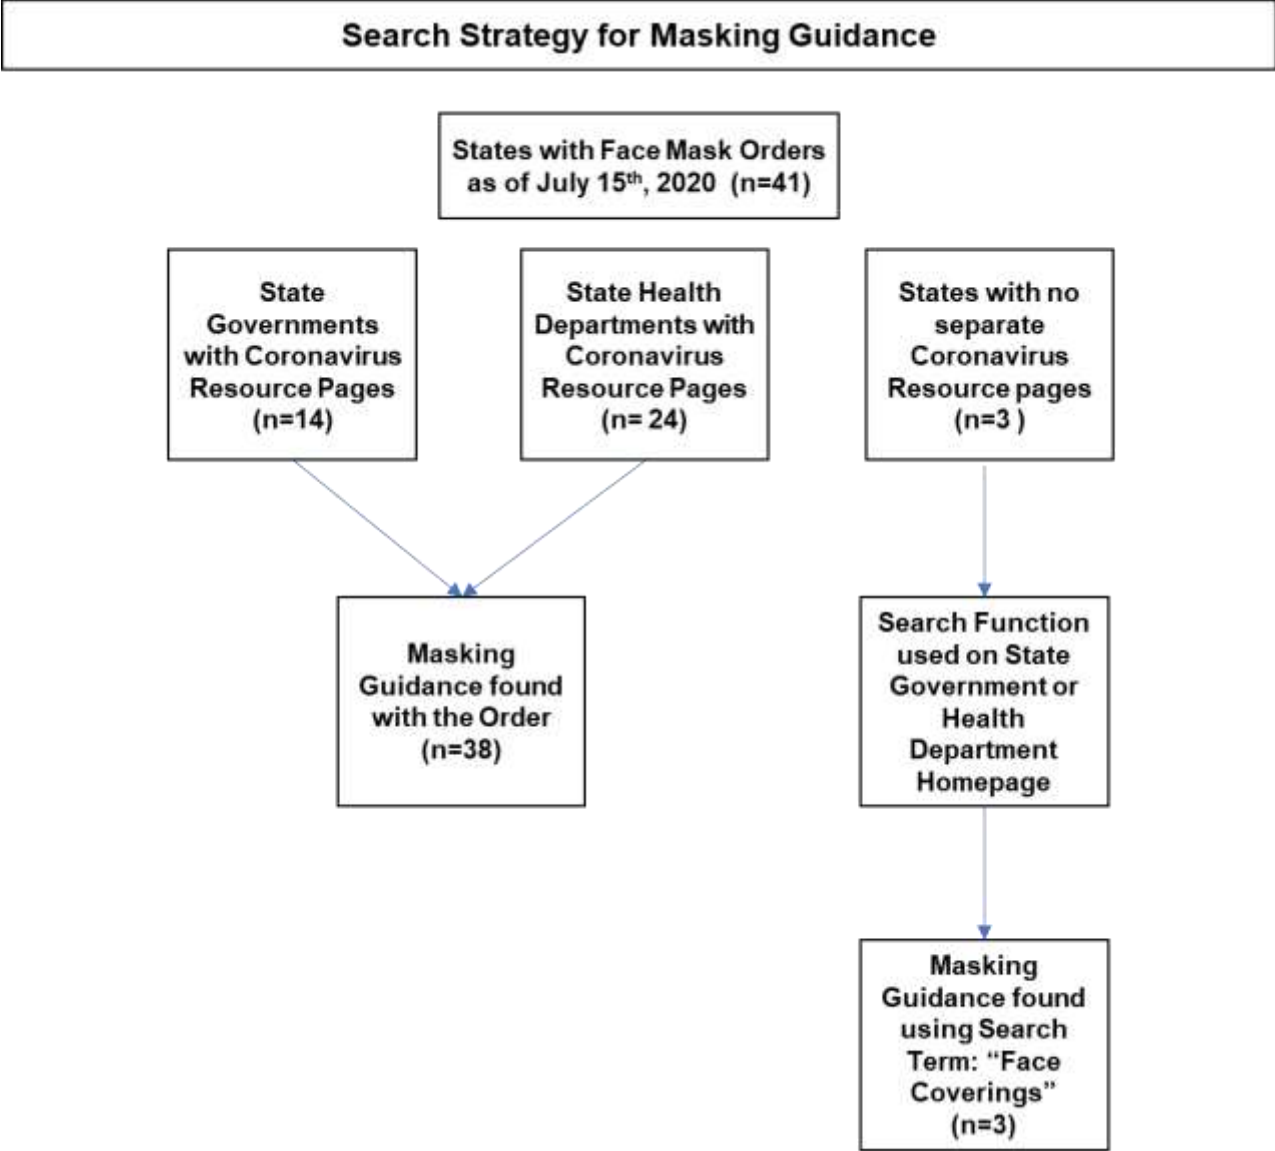 Search Strategy for Masking Guidance
States with Face Mask Orders
as of July 15th, 2020 (n=41)
State
Governments
with Coronavirus
Resource Pages
(n=14)
State Health
Departments with
Coronavirus
Resource Pages
(n= 24)
States with no
separate
Coronavirus
Resource pages
(n=3 )
Masking
Guidance found
with the Order
(n=38)
Search Function
used on State
Government or
Health
Department
Homepage
Masking
Guidance found
using Search
Term: “Face
Coverings”
(n=3)